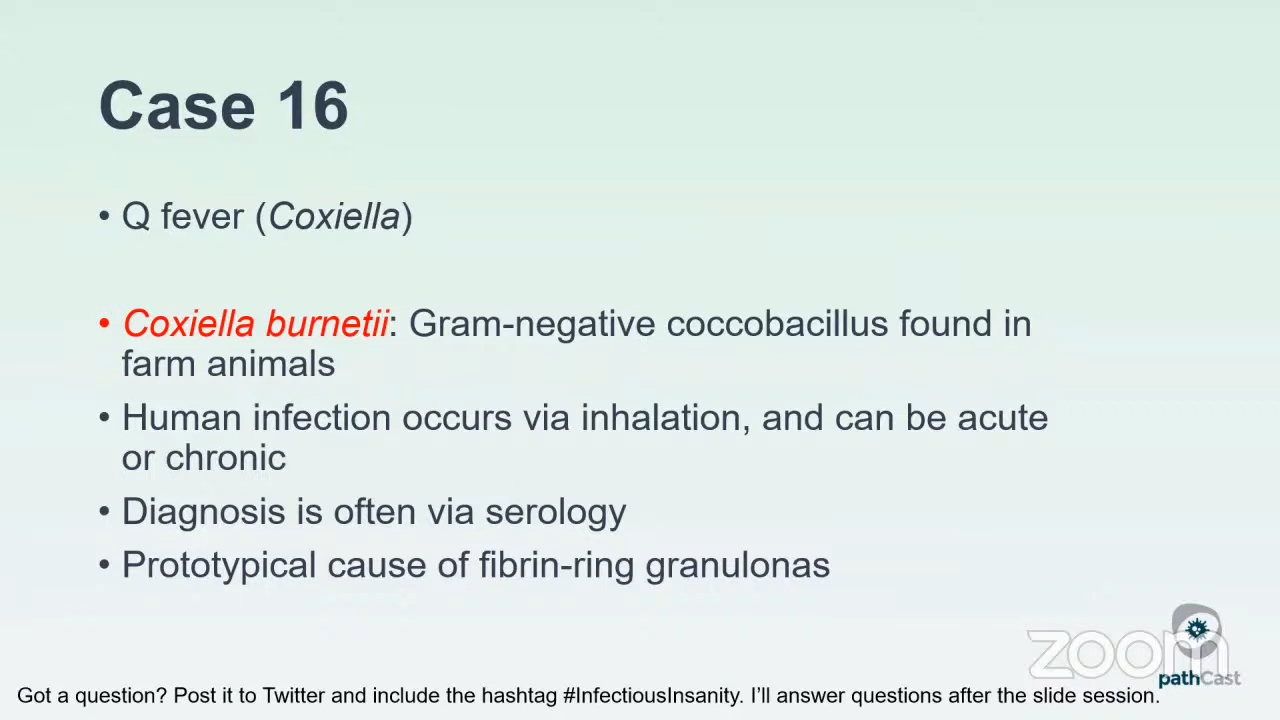 Case 16
• Q fever (Coxiella)
• Coxiella burnetii: Gram-negative coccobacillus found in
farm animals
• Human infection occurs via inhalation, and can be acute
or chronic
• Diagnosis is often via serology
• Prototypical cause of fibrin-ring granulonas
zoom
pathCast
Got a question? Post it to Twitter and include the hashtag #InfectiousInsanity. I'll answer questions after the slide session.